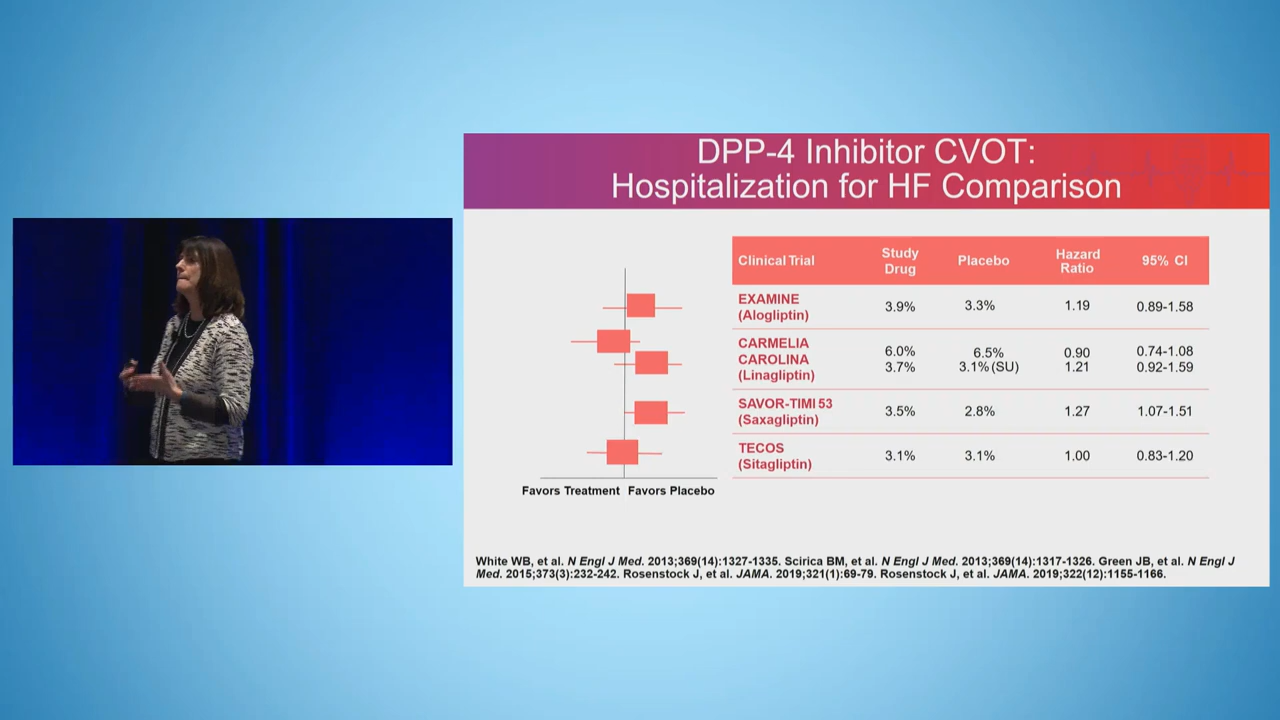 DPP-4 Inhibitor CVOT:
Hospitalization for HF Comparison
Clinical Trial Study Drug Placebo Hazard Ratio 95% CI
EXAMINE
(Alogliptin) 3.9% 3.3% 1.19 0.89-1.58
CARMELIA 6.0% 6.5% 0.90 0.74-1.08
CAROLINA 3.7% 3.1% (SU) 1.21 0.92-1.59
(Linagliptin)
SAVOR-TIMI 53
(Saxagliptin) 3.5% 2.8% 1.27 1.07-1.51
TECOS
(Sitagliptin) 3.1% 3.1% 1.00 0.83-1.20
Favors Treatment Favors Placebo
White WB, et al. N Engl J Med. 2013;369(14):1327-1335. Scirica BM, et al. N Engl J Med. 2013;369(14):1317-1326. Green JB, et al. N Engl J
Med. 2015;373(3):232-242. Rosenstock J, et al. JAMA. 2019;321(1):69-79. Rosenstock J, et al. JAMA. 2019;322(12):1155-1166.